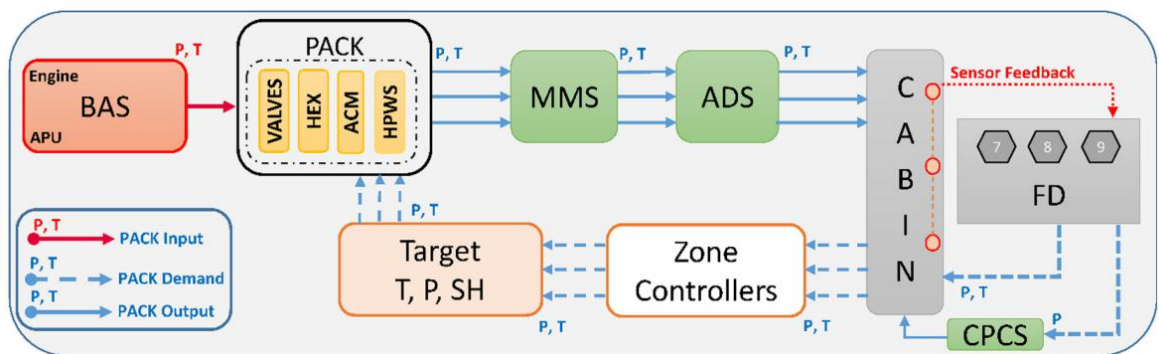 P, T
Engine
BAS
APU
PACK
VALVES
HEX
ACM
HPWS
P, T
MMS
P, T
ADS
P, T
C
A
B
I
N
Sensor Feedback
7
8
9
FD
P, T
P
CPCS
Zone
Controllers
P, T
Target
T, P, SH
P, T
P, T
P, T
PACK Input
P, T
PACK Demand
P, T
PACK Output